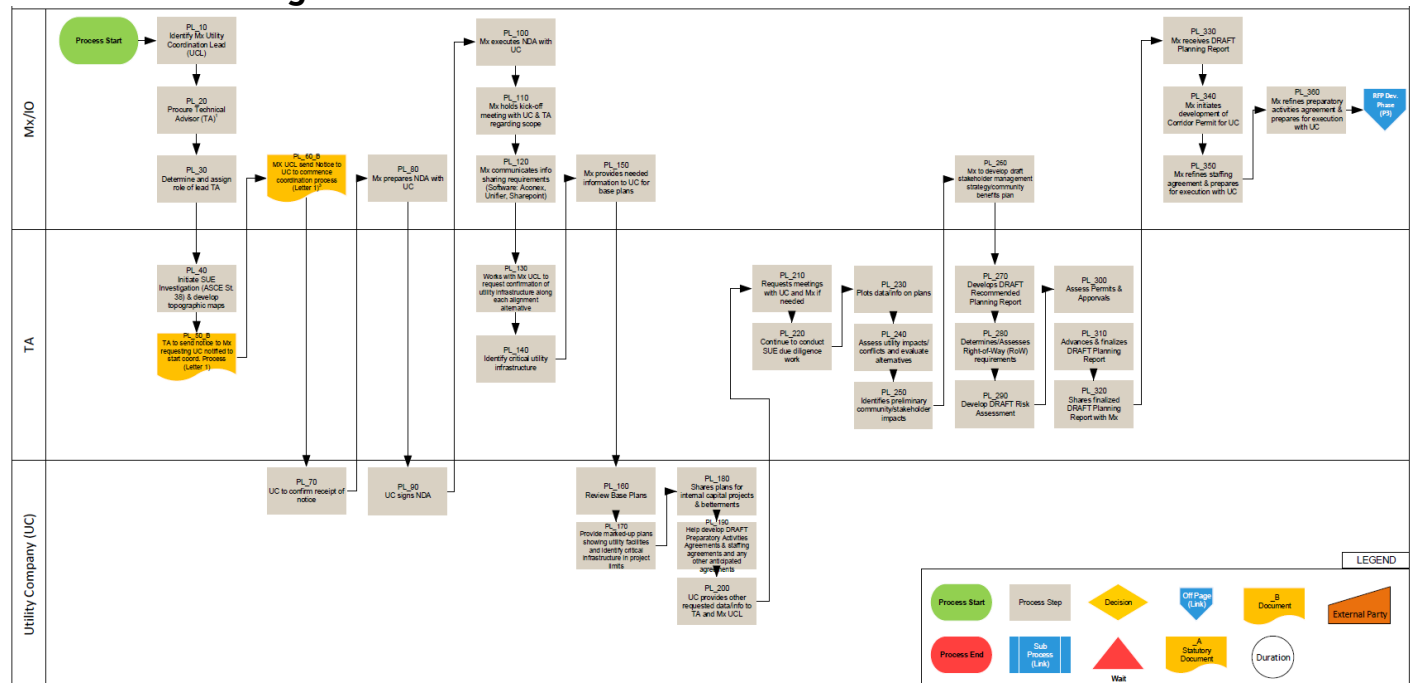 g
Mx/IO
Process Start
PL_10
Identify Mx Utility
Coordination Lead
(UCL)
PL_20
Procure Technical
Advisor (TA)¹
PL_30
Determine and assign
role of lead TA
PL_60_B
MX UCL send Notice to
UC to commence
coordination process
(Letter 1)²
PL_80
Mx prepares NDA with
UC
PL_100
Mx executes NDA with
UC
PL_110
Mx holds kick-off
meeting with UC & TA
regarding scope
PL_120
Mx communicates info
sharing requirements
(Software: Aconex,
Unifier, Sharepoint)
PL_150
Mx provides needed
information to UC for
base plans
PL_260
Mx to develop draft
stakeholder management
strategy/community
benefits plan
PL_330
Mx receives DRAFT
Planning Report
PL_340
Mx initiates
development of
Corridor Permit for UC
PL_350
Mx refines staffing
agreement & prepares
for execution with UC
PL_360
Mx refines preparatory
activities agreement &
prepares for execution
with UC
RFP Dev.
Phase
(P3)
TA
PL_40
Initiate SUE
Investigation (ASCE St.
38) & develop
topographic maps
PL_50_B
TA to send notice to Mx
requesting UC notified to
start coord. Process
(Letter 1)
PL_130
Works with Mx UCL to
request confirmation of
utility infrastructure along
each alignment
alternative
PL_140
Identify critical utility
infrastructure
PL_210
Requests meetings
with UC and Mx if
needed
PL_220
Continue to conduct
SUE due diligence
work
PL_230
Plots data/info on plans
PL_240
Assess utility impacts/
conflicts and evaluate
alternatives
PL_250
Identifies preliminary
community/stakeholder
impacts
PL_270
Develops DRAFT
Recommended
Planning Report
PL_280
Determines/Assesses
Right-of-Way (RoW)
requirements
PL_290
Develop DRAFT Risk
Assessment
PL_300
Assess Permits &
Apporvals
PL_310
Advances & finalizes
DRAFT Planning
Report
PL_320
Shares finalized
DRAFT Planning
Report with Mx
Utility Company (UC)
PL_70
UC to confirm receipt of
notice
PL_90
UC signs NDA
PL_160
Review Base Plans
PL_170
Provide marked-up plans
showing utility facilities
and identify critical
infrastructure in project
limits
PL_180
Shares plans for
internal capital projects
& betterments
PL_190
Help develop DRAFT
Preparatory Activities
Agreements & staffing
agreements and any
other anticipated
agreements
PL_200
UC provides other
requested data/info to
TA and Mx UCL
LEGEND
Process Start
Process Step
Decision
Off Page
(Link)
_B
Document
External Party
Process End
Sub
Process
(Link)
Wait
_A
Statutory
Document
Duration